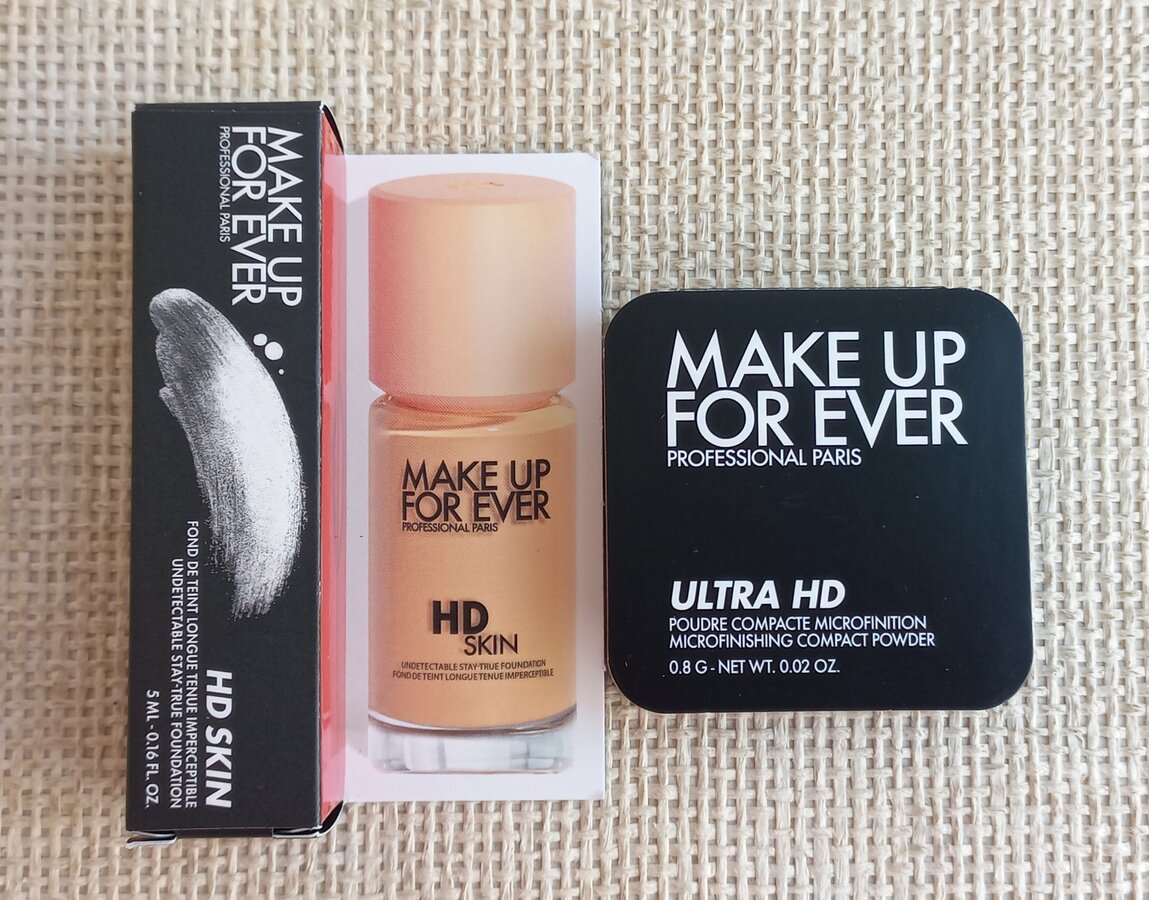 MAKE UP
FOR EVER
PROFESSIONAL PARIS
HD SKIN
FOND DE TEINT LONGUE TENUE IMPERCEPTIBLE
UNDETECTABLE STAY-TRUE FOUNDATION
5 ML - 0.16 FL. OZ.
MAKE UP
FOR EVER
PROFESSIONAL PARIS
HD
SKIN
UNDETECTABLE STAY-TRUE FOUNDATION
FOND DE TEINT LONGUE TENUE IMPERCEPTIBLE
MAKE UP
FOR EVER
PROFESSIONAL PARIS
ULTRA HD
POUDRE COMPACTE MICROFINITION
MICROFINISHING COMPACT POWDER
0.8 G - NET WT. 0.02 OZ.